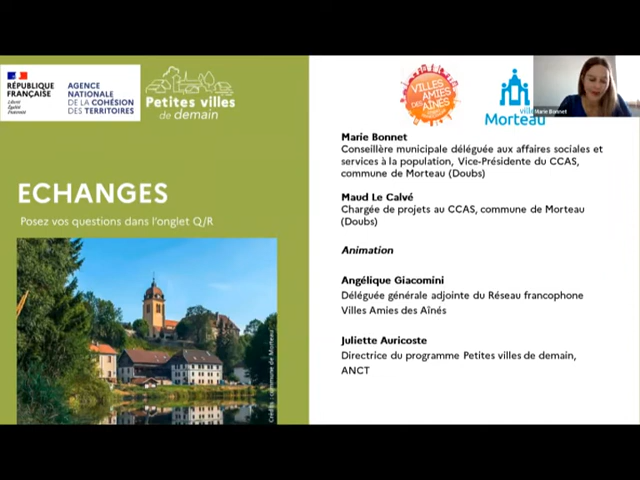 RÉPUBLIQUE
FRANÇAISE
Liberté
Égalité
Fraternité
AGENCE
NATIONALE
DE LA COHÉSION
DES TERRITOIRES
Petites villes
de demain
ECHANGES
Posez vos questions dans l'onglet Q/R
Crédits : commune de Morteau
VILLES
AMIES
DES AÎNÉS
ville
Morteau
Marie Bonnet
Marie Bonnet
Conseillère municipale déléguée aux affaires sociales et
services à la population, Vice-Présidente du CCAS,
commune de Morteau (Doubs)
Maud Le Calvé
Chargée de projets au CCAS, commune de Morteau
(Doubs)
Animation
Angélique Giacomini
Déléguée générale adjointe du Réseau francophone
Villes Amies des Aînés
Juliette Auricoste
Directrice du programme Petites villes de demain,
ANCT